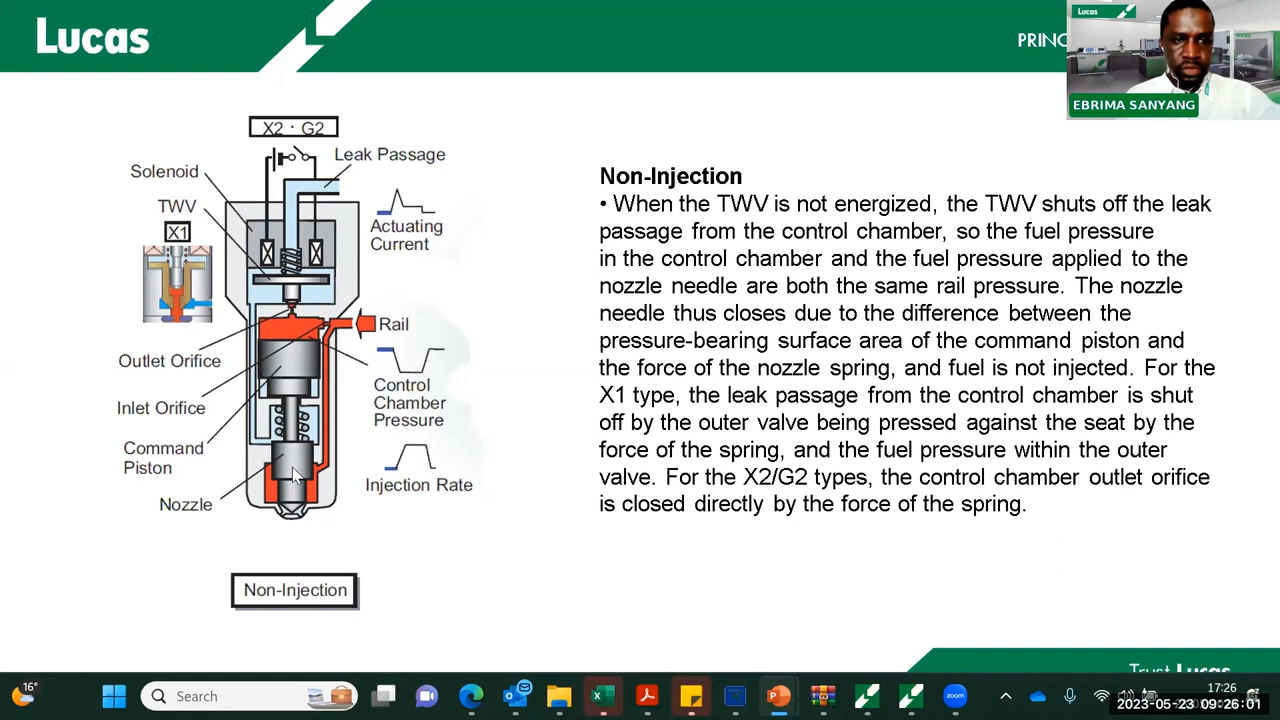 Lucas
PRINC
Lucas
EBRIMA SANYANG
X2 · G2
Leak Passage
Solenoid
TWV
X1
Actuating
Current
Rail
Outlet Orifice
Control
Chamber
Pressure
Inlet Orifice
Command
Piston
Injection Rate
Nozzle
Non-Injection
Non-Injection
• When the TWV is not energized, the TWV shuts off the leak
passage from the control chamber, so the fuel pressure
in the control chamber and the fuel pressure applied to the
nozzle needle are both the same rail pressure. The nozzle
needle thus closes due to the difference between the
pressure-bearing surface area of the command piston and
the force of the nozzle spring, and fuel is not injected. For the
X1 type, the leak passage from the control chamber is shut
off by the outer valve being pressed against the seat by the
force of the spring, and the fuel pressure within the outer
valve. For the X2/G2 types, the control chamber outlet orifice
is closed directly by the force of the spring.
Trust Lucas
16°
Search
zoom
17:26
2023-05-23 09:26:01